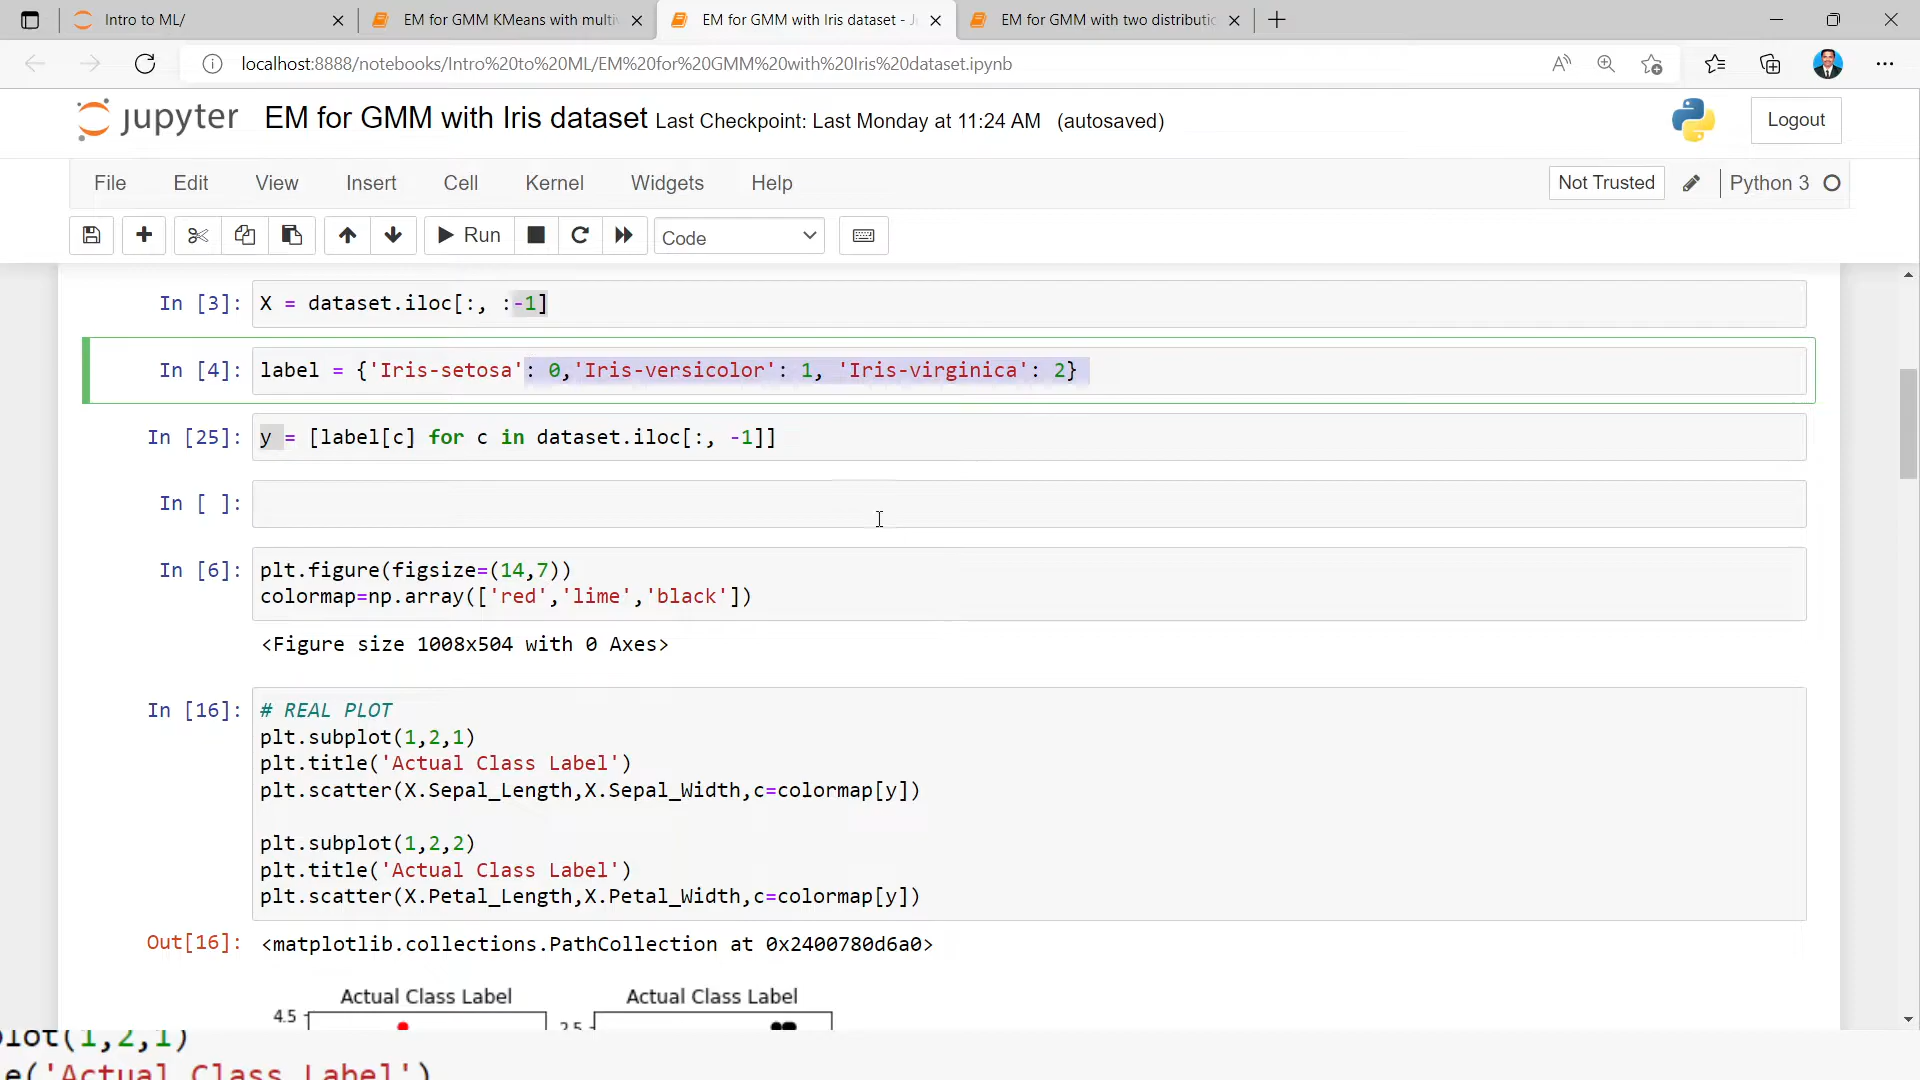 Intro to ML/
EM for GMM KMeans with multiv
EM for GMM with Iris dataset - J
EM for GMM with two distributic
localhost:8888/notebooks/Intro%20to%20ML/EM%20for%20GMM%20with%20Iris%20dataset.ipynb
jupyter EM for GMM with Iris dataset Last Checkpoint: Last Monday at 11:24 AM (autosaved)
Logout
File Edit View Insert Cell Kernel Widgets Help
Not Trusted
Python 3
Run
Code
In [3]: X = dataset.iloc[:, :-1]
In [4]: label = {'Iris-setosa': 0,'Iris-versicolor': 1, 'Iris-virginica': 2}
In [25]: y = [label[c] for c in dataset.iloc[:, -1]]
In [ ]:
In [6]: plt.figure(figsize=(14,7))
colormap=np.array(['red','lime','black'])
<Figure size 1008x504 with 0 Axes>
In [16]: # REAL PLOT
plt.subplot(1,2,1)
plt.title('Actual Class Label')
plt.scatter(X.Sepal_Length,X.Sepal_Width,c=colormap[y])
plt.subplot(1,2,2)
plt.title('Actual Class Label')
plt.scatter(X.Petal_Length,X.Petal_Width,c=colormap[y])
Out[16]: <matplotlib.collections.PathCollection at 0x2400780d6a0>
Actual Class Label
Actual Class Label
4.5
2.5
plot(1,2,1)
e('Actual Class Label')